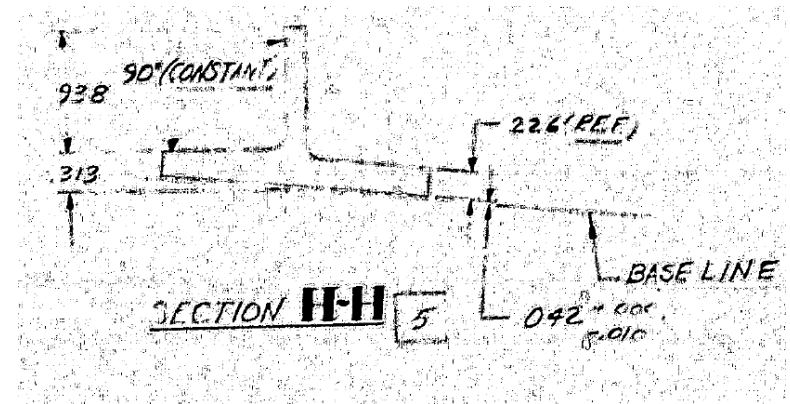 938
90° (CONSTANT)
.313
.226 (REF)
BASE LINE
SECTION H-H 5
.042